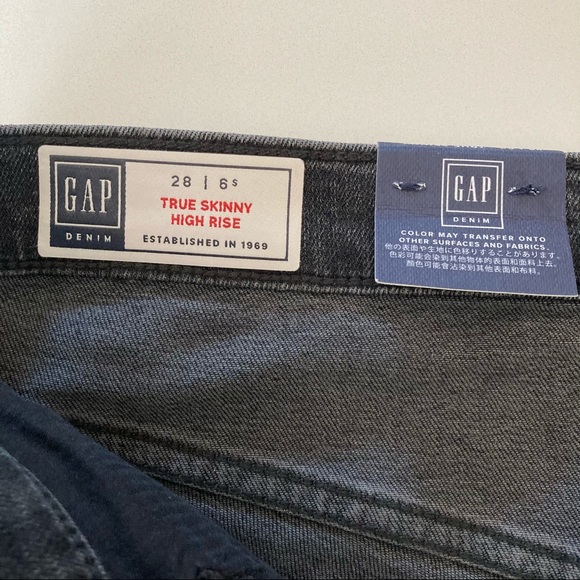 GAP
DENIM
28 | 6s
TRUE SKINNY
HIGH RISE
ESTABLISHED IN 1969
GAP
DENIM
COLOR MAY TRANSFER ONTO
OTHER SURFACES AND FABRICS.
他の表面や生地に色移りすることがあります。
色彩可能会染到其他物体的表面和面料上去。
顏色可能會沾染到其他表面和布料。